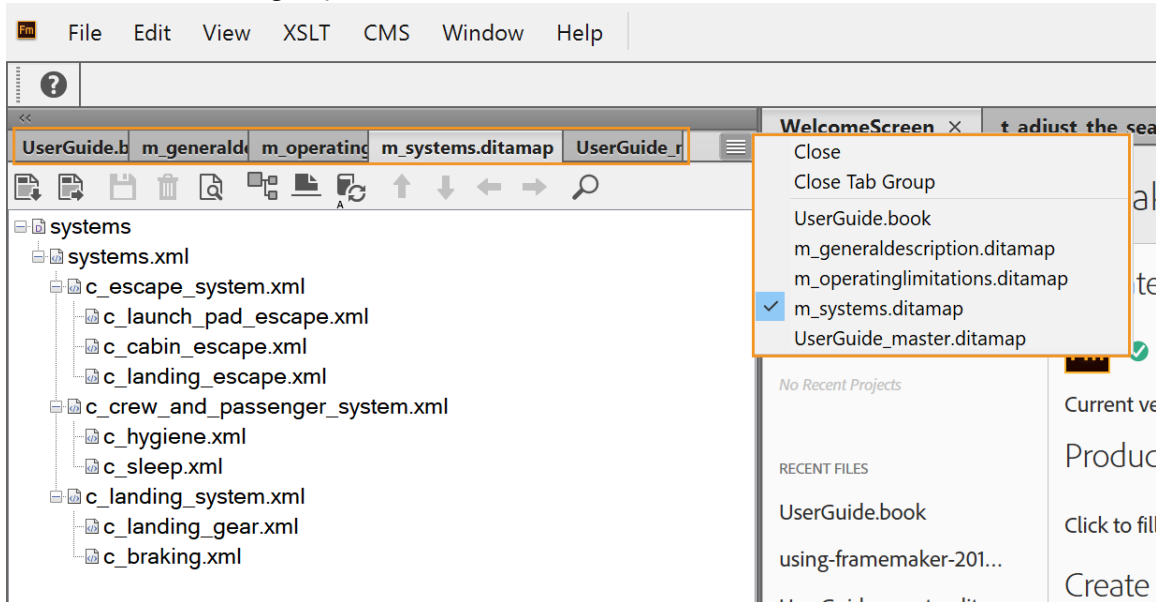 Fm File Edit View XSLT CMS Window Help
<<
UserGuide.b m_generalde m_operating m_systems.ditamap UserGuide_r
WelcomeScreen × t_adjust_the_sea
A
systems
systems.xml
c_escape_system.xml
c_launch_pad_escape.xml
c_cabin_escape.xml
c_landing_escape.xml
c_crew_and_passenger_system.xml
c_hygiene.xml
c_sleep.xml
c_landing_system.xml
c_landing_gear.xml
c_braking.xml
Close
Close Tab Group
UserGuide.book
m_generaldescription.ditamap
m_operatinglimitations.ditamap
m_systems.ditamap
UserGuide_master.ditamap
No Recent Projects
RECENT FILES
UserGuide.book
using-framemaker-201...
Current ve
Produc
Click to fill
Create